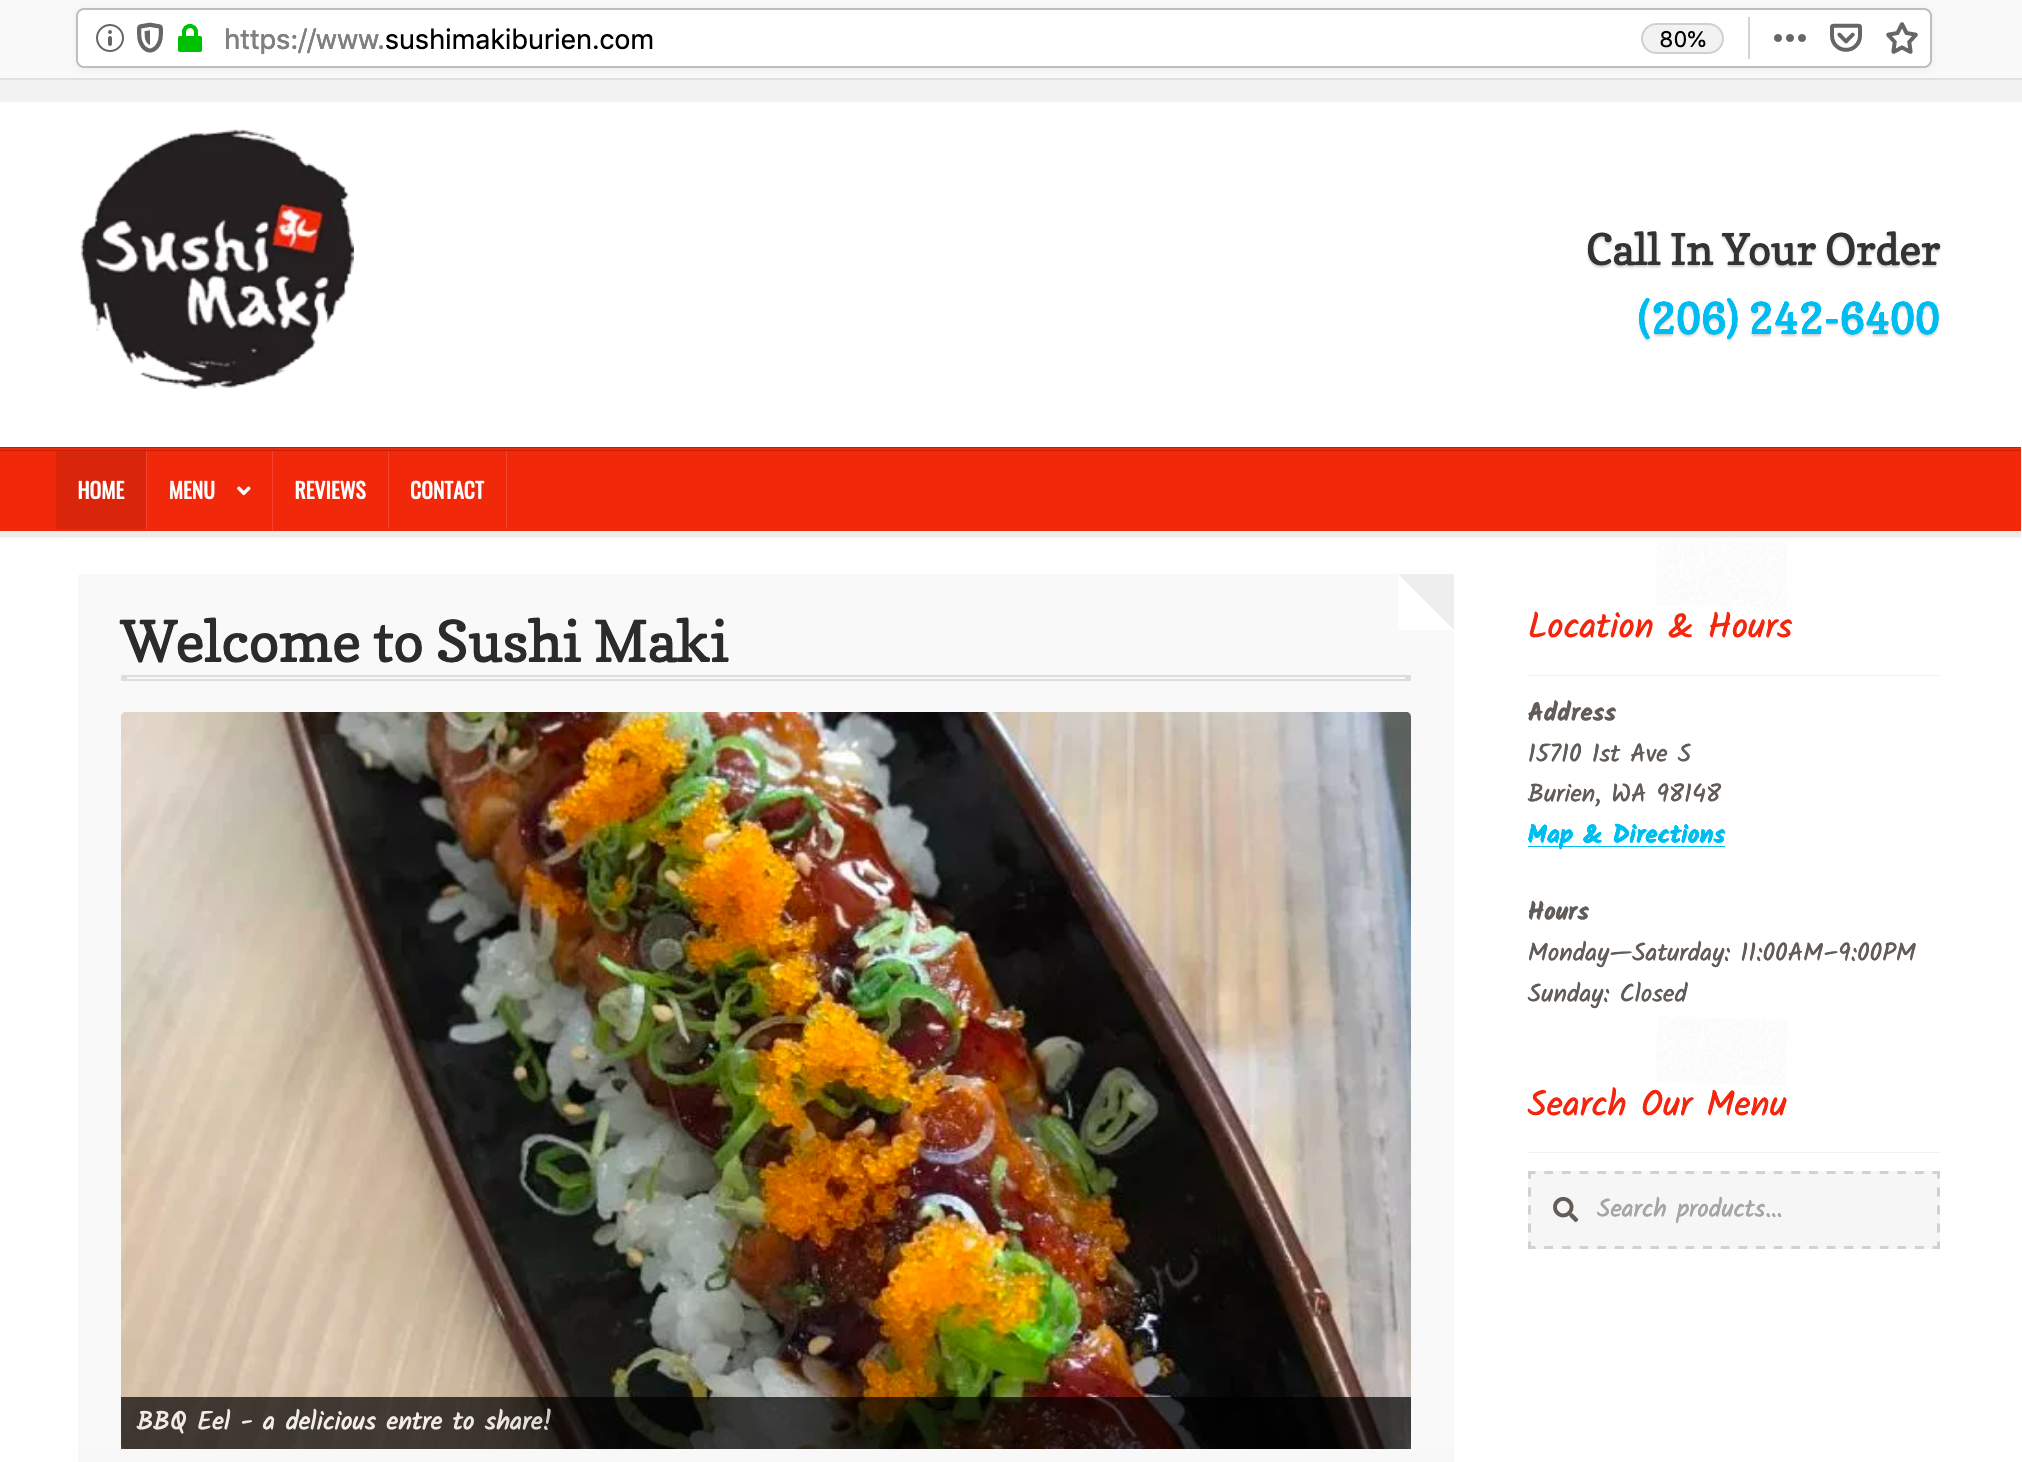 https://www.sushimakiburien.com
80%
Sushi
Maki
Call In Your Order
(206) 242-6400
HOME
MENU
REVIEWS
CONTACT
Welcome to Sushi Maki
BBQ Eel - a delicious entre to share!
Location & Hours
Address
15710 1st Ave S
Burien, WA 98148
Map & Directions
Hours
Monday—Saturday: 11:00AM–9:00PM
Sunday: Closed
Search Our Menu
Search products…